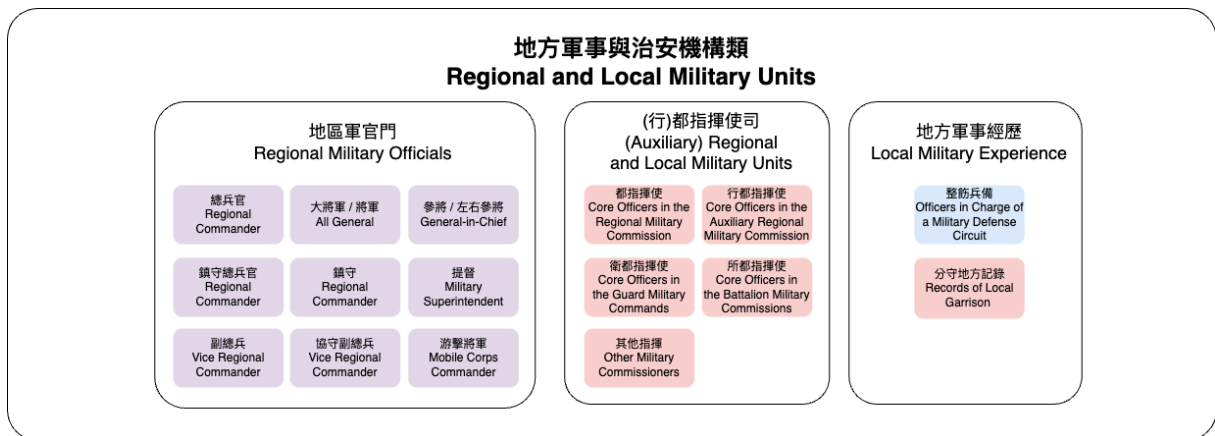 地方軍事與治安機構類
Regional and Local Military Units
地區軍官門
Regional Military Officials
總兵官
Regional
Commander
大將軍 / 將軍
All General
參將 / 左右參將
General-in-Chief
鎮守總兵官
Regional
Commander
鎮守
Regional
Commander
提督
Military
Superintendent
副總兵
Vice Regional
Commander
協守副總兵
Vice Regional
Commander
游擊將軍
Mobile Corps
Commander
(行)都指揮使司
(Auxiliary) Regional
and Local Military Units
都指揮使
Core Officers in the
Regional Military
Commission
行都指揮使
Core Officers in the
Auxiliary Regional
Military Commission
衛都指揮使
Core Officers in
the Guard Military
Commands
所都指揮使
Core Officers in
the Battalion Military
Commissions
其他指揮
Other Military
Commissioners
地方軍事經歷
Local Military Experience
整飭兵備
Officers in Charge of
a Military Defense
Circuit
分守地方記錄
Records of Local
Garrison